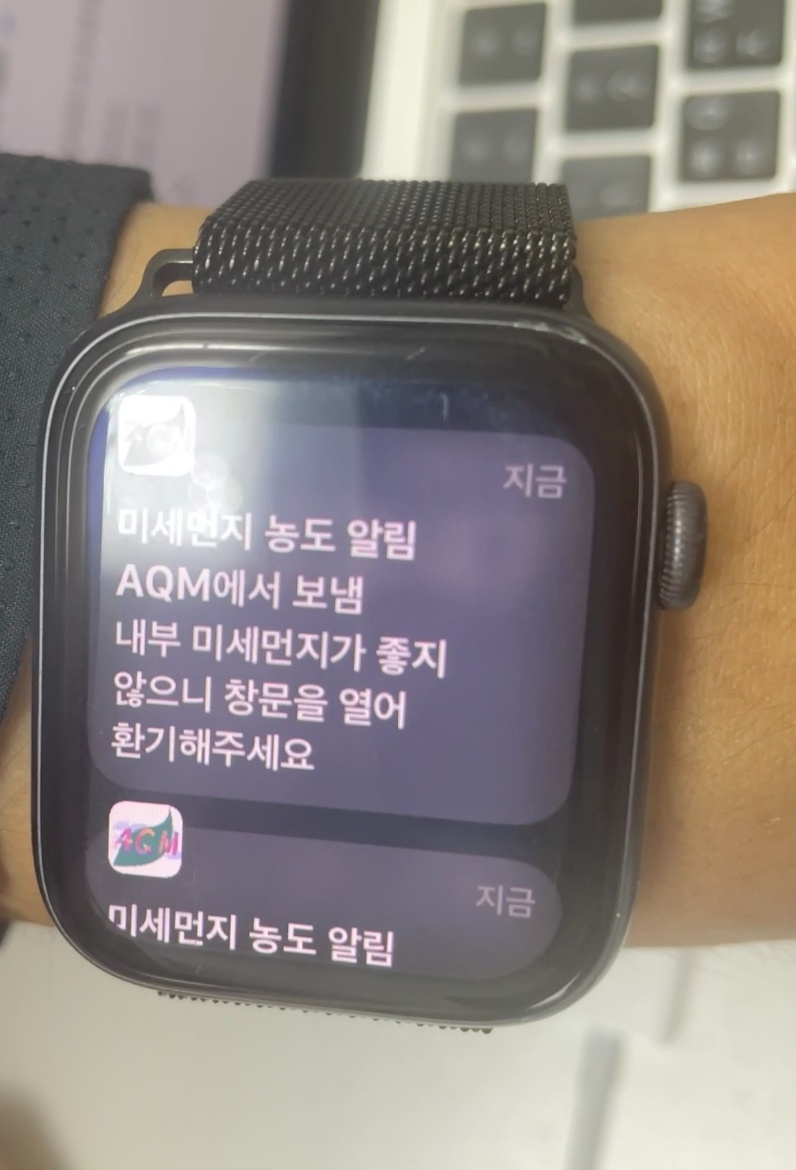 지금
미세먼지 농도 알림
AQM에서 보냄
내부 미세먼지가 좋지
않으니 창문을 열어
환기해주세요
AQM
지금
미세먼지 농도 알림